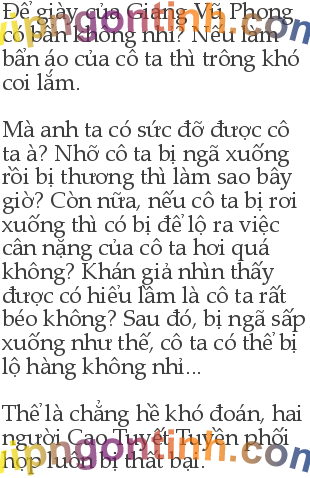 Đế giày của Giang Vũ Phong
có bẩn không nhỉ? Nếu làm
bẩn áo của cô ta thì trông khó
coi lắm.
Mà anh ta có sức đỡ được cô
ta à? Nhỡ cô ta bị ngã xuống
rồi bị thương thì làm sao bây
giờ? Còn nữa, nếu cô ta bị rơi
xuống thì có bị để lộ ra việc
cân nặng của cô ta hơi quá
không? Khán giả nhìn thấy
được có hiểu lầm là cô ta rất
béo không? Sau đó, bị ngã sấp
xuống như thế, cô ta có thể bị
lộ hàng không nhỉ...
Thế là chẳng hề khó đoán, hai
người Cao Tuyết Tuyền phối
hợp luôn bị thất bại.
vipngontinh.com
vipngontinh.com